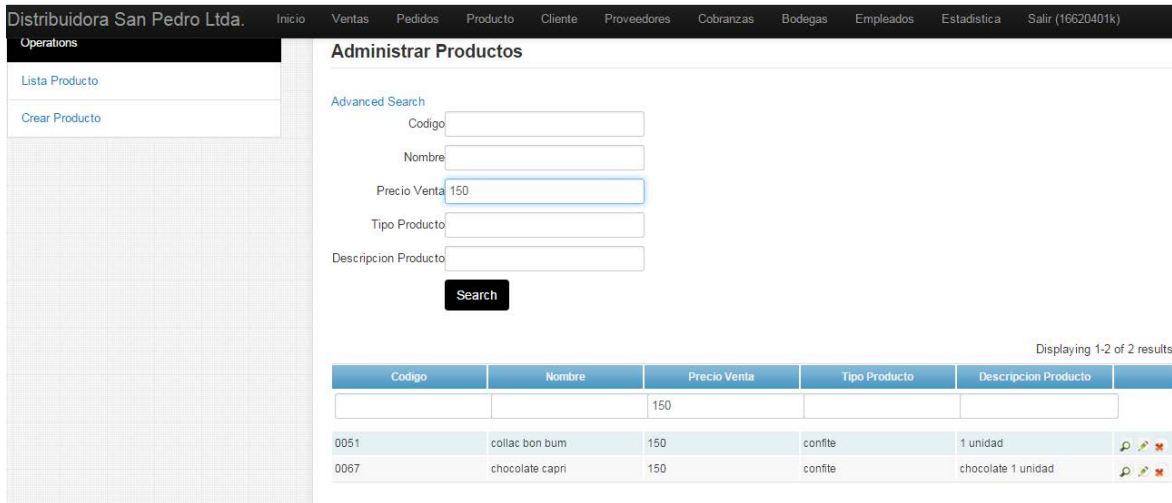 Distribuidora San Pedro Ltda. Inicio Ventas Pedidos Producto Cliente Proveedores Cobranzas Bodegas Empleados Estadistica Salir (16620401k)
Operations
Lista Producto
Crear Producto
Administrar Productos
Advanced Search
Codigo
Nombre
Precio Venta 150
Tipo Producto
Descripcion Producto
Search
Displaying 1-2 of 2 results
Codigo Nombre Precio Venta Tipo Producto Descripcion Producto
150
0051 collac bon bum 150 confite 1 unidad
0067 chocolate capri 150 confite chocolate 1 unidad